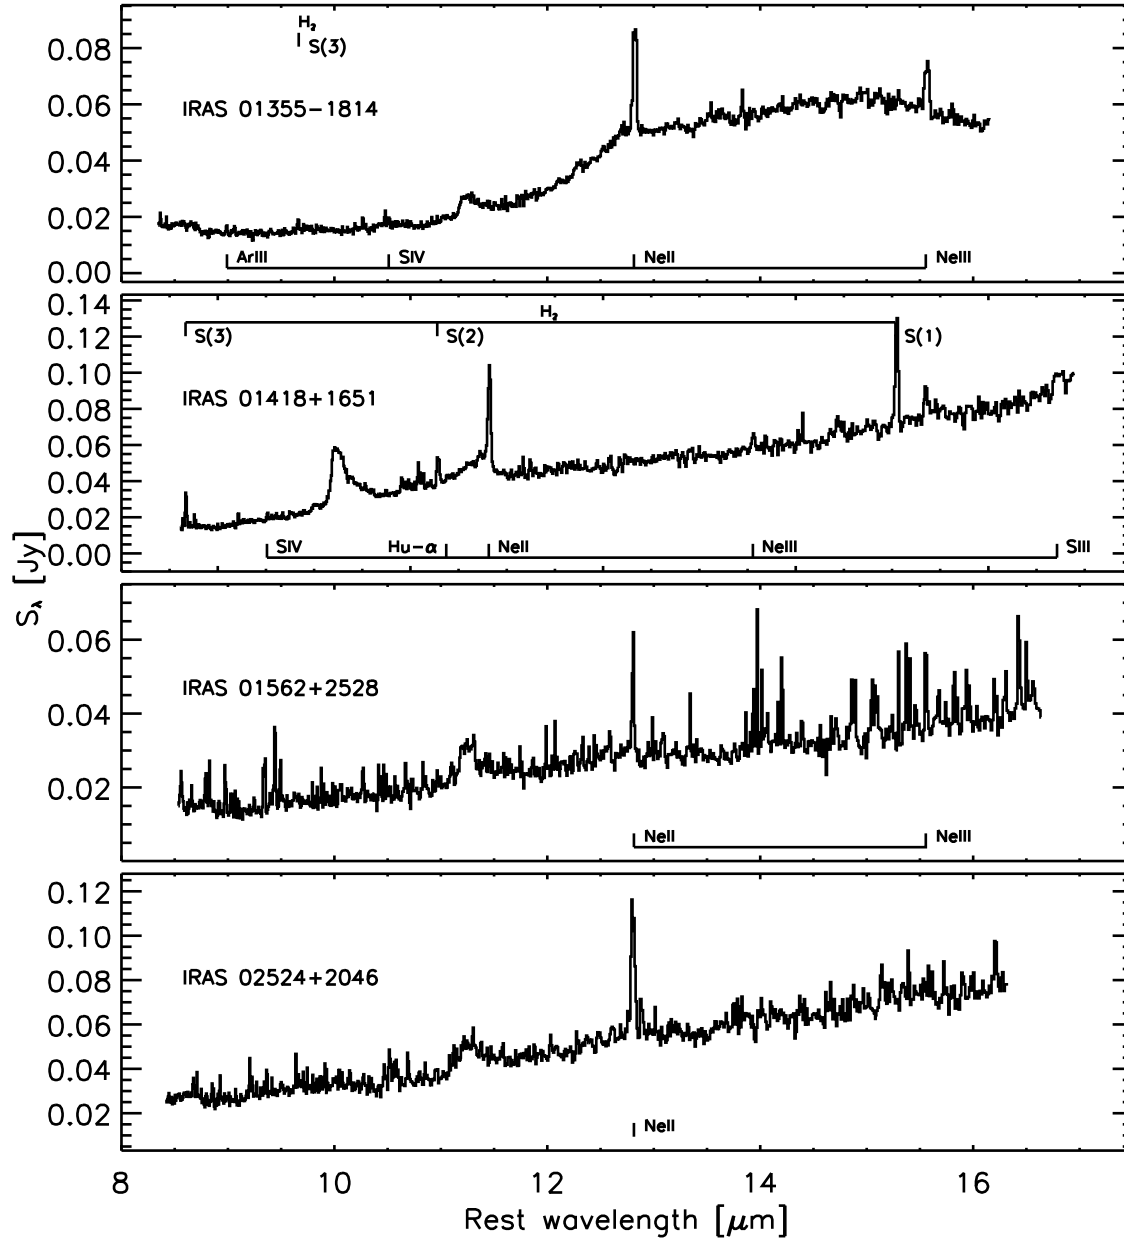 H₂
S(3)
0.08
IRAS 01355−1814
0.06
0.04
0.02
ArIII SIV NeII NeIII
0.00
0.14
H₂
0.12
S(3) S(2) S(1)
0.10
IRAS 01418+1651
0.08
0.06
0.04
0.02
SIV Hu−α NeII NeIII SIII
0.00
S_λ [Jy]
0.06
IRAS 01562+2528
0.04
0.02
NeII NeIII
0.12
0.10
IRAS 02524+2046
0.08
0.06
0.04
0.02
NeII
8 10 12 14 16
Rest wavelength [μm]